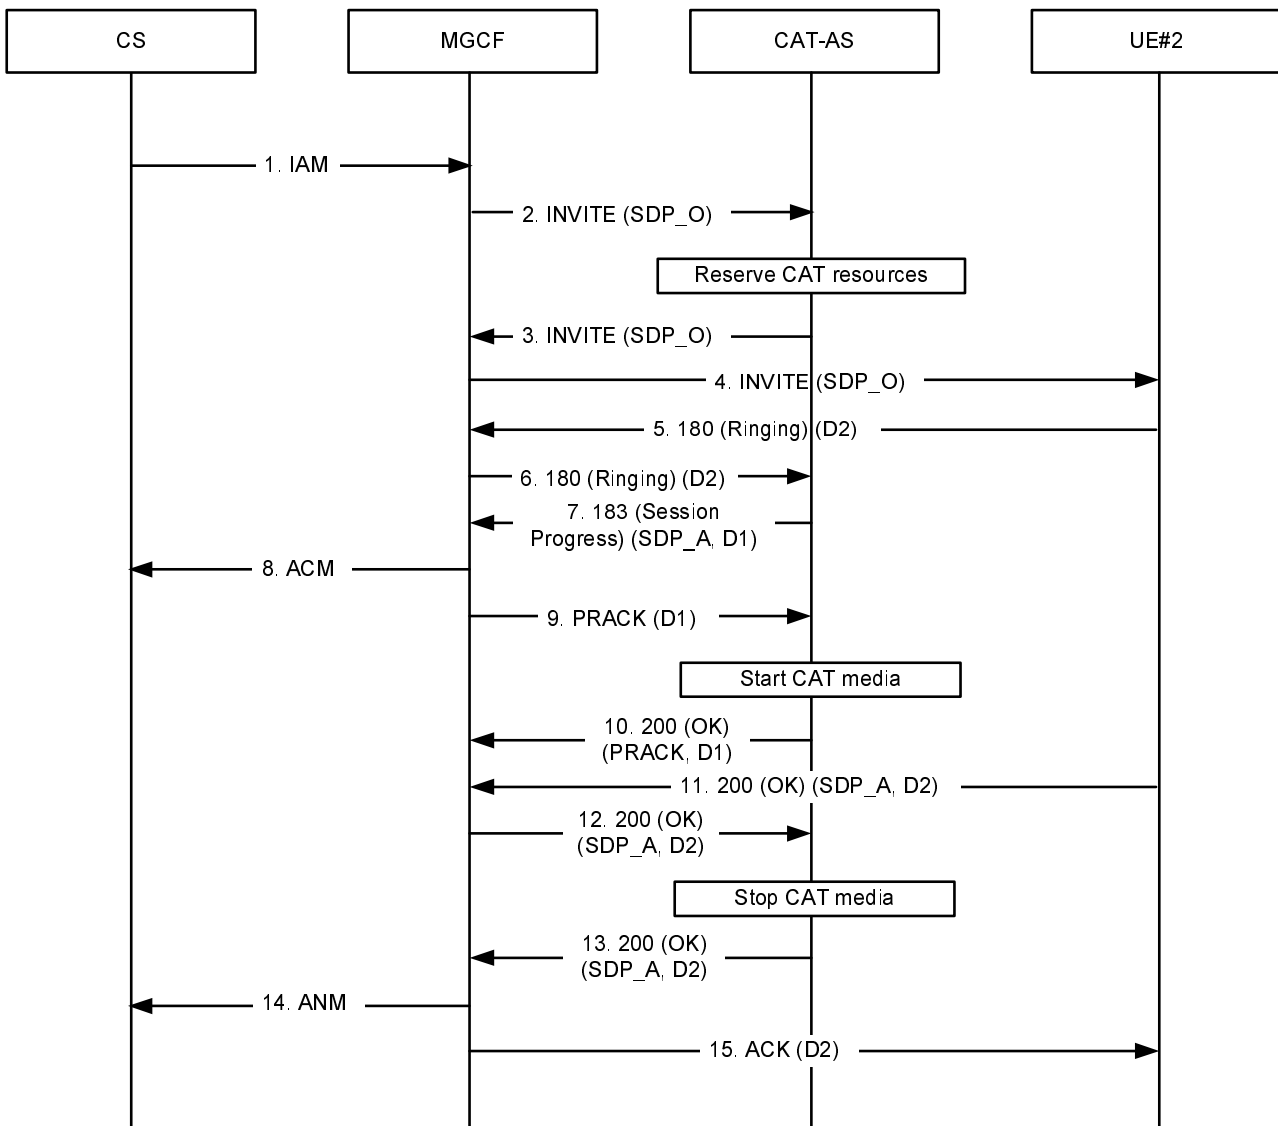 CS
MGCF
CAT-AS
UE#2
1. IAM
2. INVITE (SDP_O)
Reserve CAT resources
3. INVITE (SDP_O)
4. INVITE (SDP_O)
5. 180 (Ringing) (D2)
6. 180 (Ringing) (D2)
7. 183 (Session
Progress) (SDP_A, D1)
8. ACM
9. PRACK (D1)
Start CAT media
10. 200 (OK)
(PRACK, D1)
11. 200 (OK) (SDP_A, D2)
12. 200 (OK)
(SDP_A, D2)
Stop CAT media
13. 200 (OK)
(SDP_A, D2)
14. ANM
15. ACK (D2)